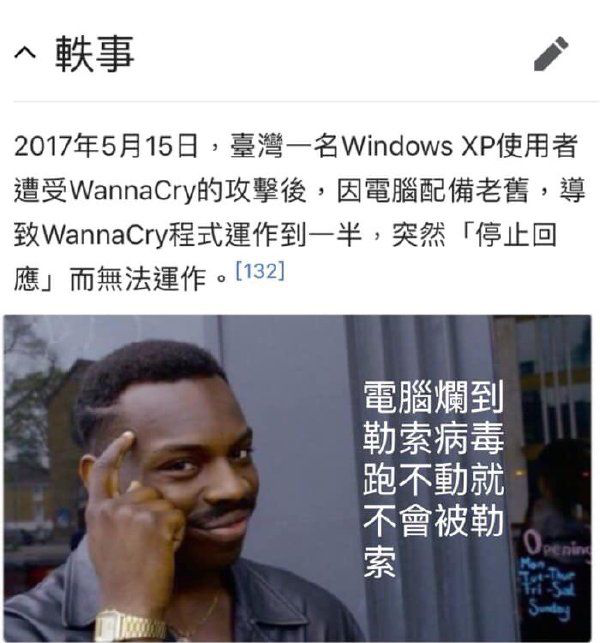 軼事
2017年5月15日，臺灣一名Windows XP使用者
遭受WannaCry的攻擊後，因電腦配備老舊，導
致WannaCry程式運作到一半，突然「停止回
應」而無法運作。[132]
電腦爛到
勒索病毒
跑不動就
不會被勒
索
Opening
Mon
Tue-Thur
Fri-Sat
Sunday